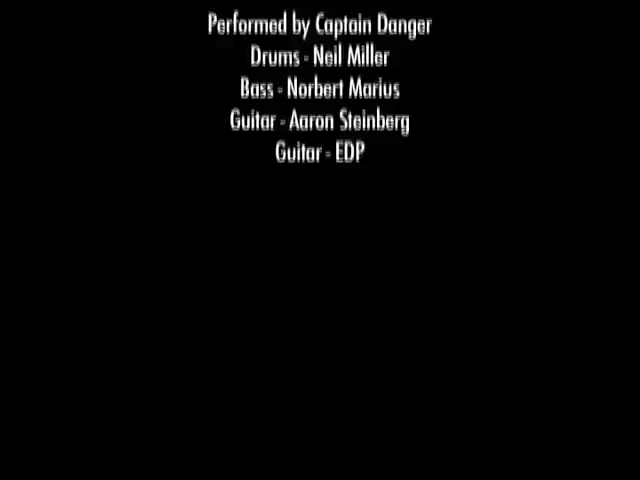 Performed by Captain Danger
Drums - Neil Miller
Bass - Norbert Marius
Guitar - Aaron Steinberg
Guitar - EDP